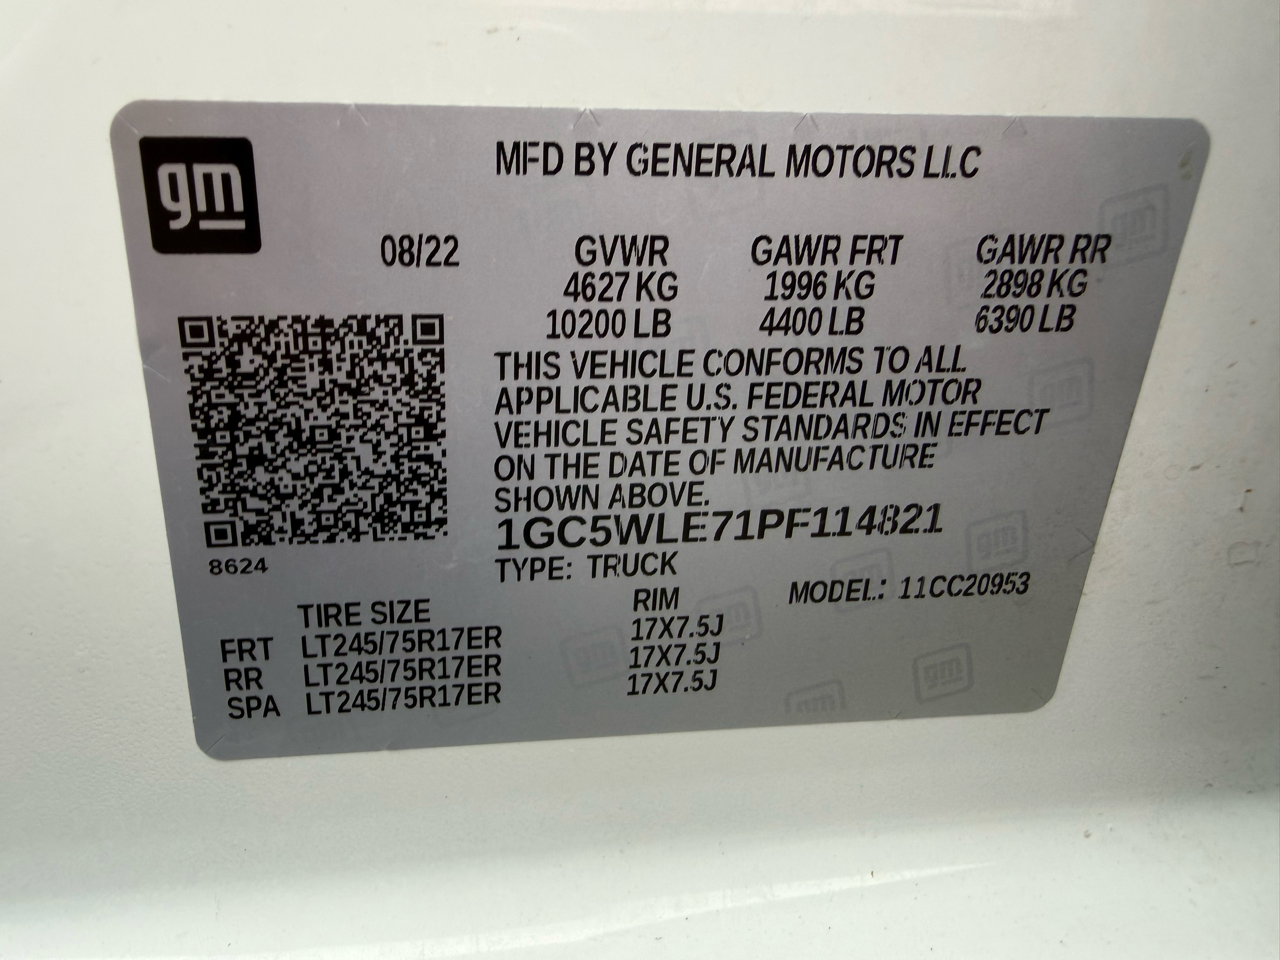 gm
MFD BY GENERAL MOTORS LLC
08/22 GVWR GAWR FRT GAWR RR
4627 KG 1996 KG 2898 KG
10200 LB 4400 LB 6390 LB
THIS VEHICLE CONFORMS TO ALL
APPLICABLE U.S. FEDERAL MOTOR
VEHICLE SAFETY STANDARDS IN EFFECT
ON THE DATE OF MANUFACTURE
SHOWN ABOVE.
1GC5WLE71PF114821
8624
TYPE: TRUCK
MODEL: 11CC20953
TIRE SIZE RIM
FRT LT245/75R17ER 17X7.5J
RR LT245/75R17ER 17X7.5J
SPA LT245/75R17ER 17X7.5J